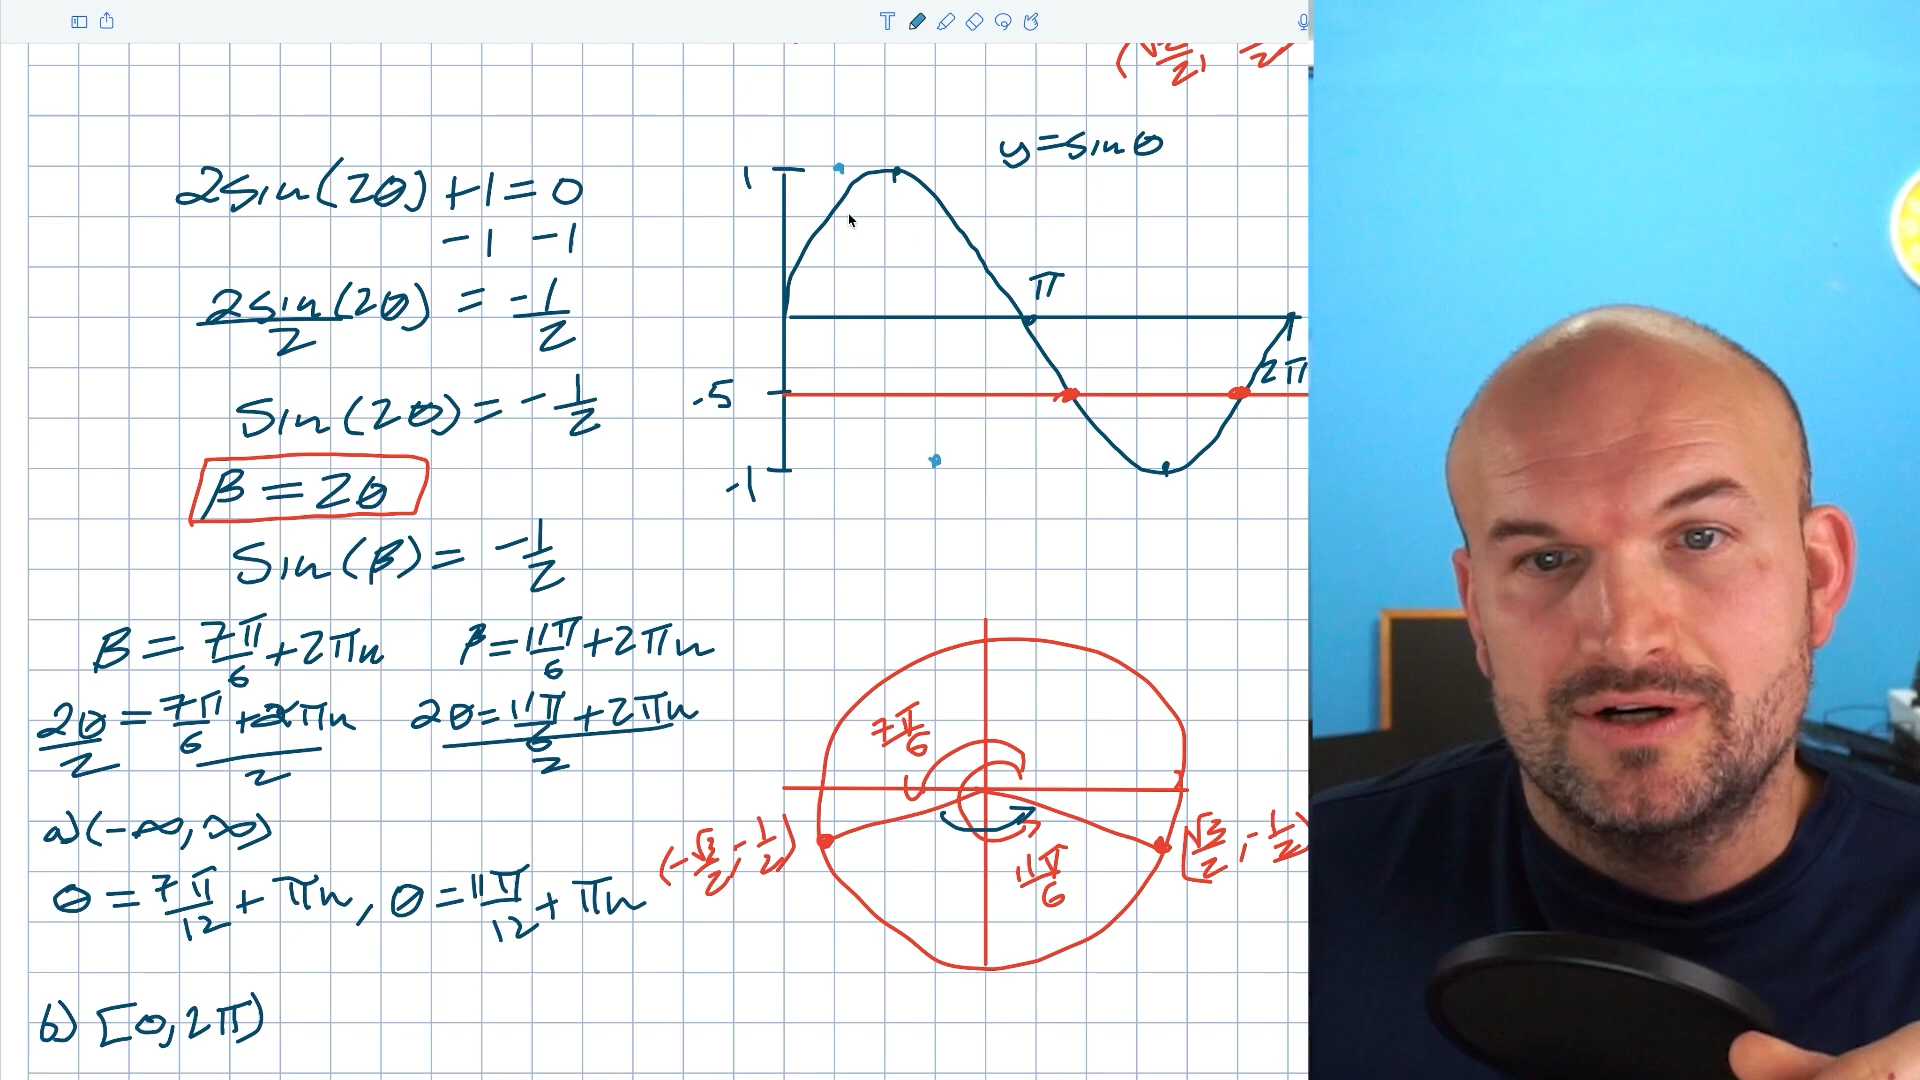 2sin(2θ) +1 = 0
-1 -1
2sin(2θ)/2 = -1/2
Sin(2θ) = -1/2
β = 2θ
Sin(β) = -1/2
β = 7π/6 + 2πn β = 11π/6 + 2πn
2θ/2 = 7π/6 + 2πn/2 2θ = 11π/6 + 2πn/2
a) (-∞, ∞)
θ = 7π/12 + πn, θ = 11π/12 + πn
b) [0, 2π)
y = sin θ
1
π
2π
-.5
-1
7π/6
(-√3/2, -1/2)
(√3/2, -1/2)
11π/6